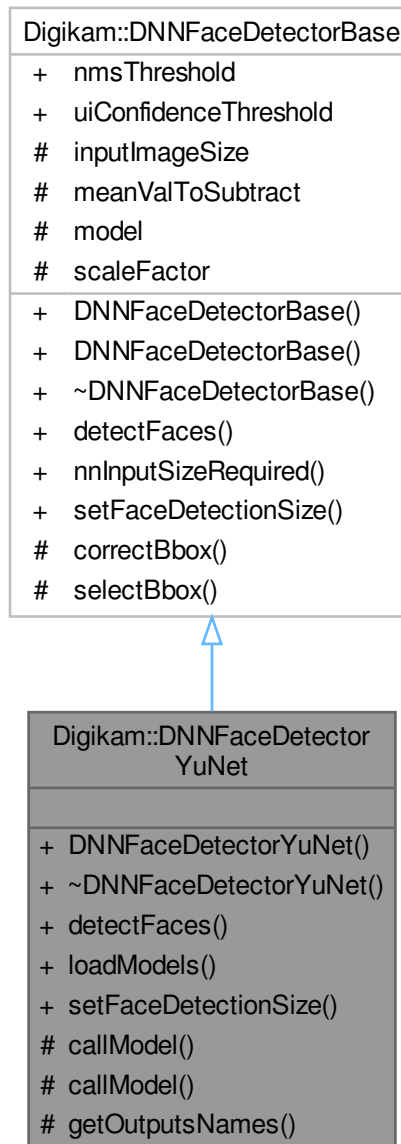 Digikam::DNNFaceDetectorBase
+ nmsThreshold
+ uiConfidenceThreshold
# inputImageSize
# meanValToSubtract
# model
# scaleFactor
+ DNNFaceDetectorBase()
+ DNNFaceDetectorBase()
+ ~DNNFaceDetectorBase()
+ detectFaces()
+ nnInputSizeRequired()
+ setFaceDetectionSize()
# correctBbox()
# selectBbox()
Digikam::DNNFaceDetector
YuNet
+ DNNFaceDetectorYuNet()
+ ~DNNFaceDetectorYuNet()
+ detectFaces()
+ loadModels()
+ setFaceDetectionSize()
# callModel()
# callModel()
# getOutputsNames()